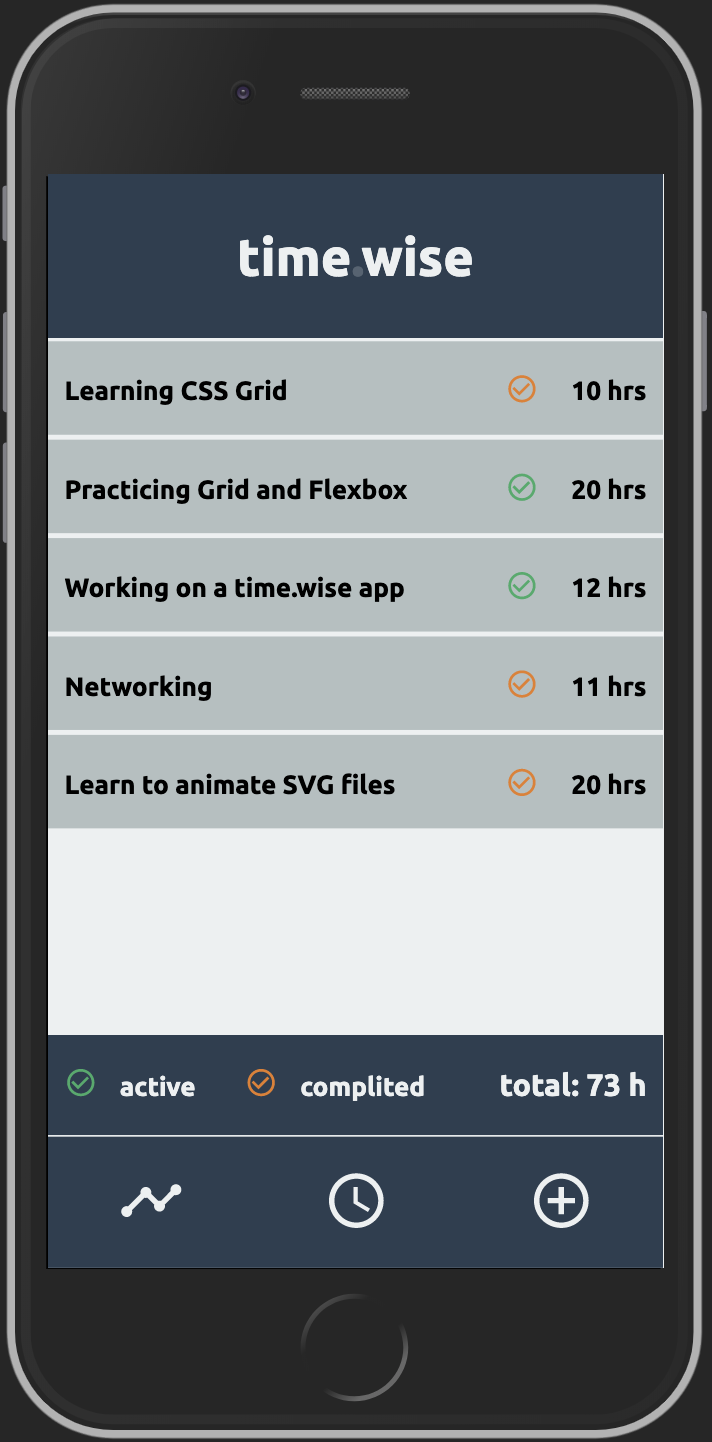 time.wise
Learning CSS Grid 10 hrs
Practicing Grid and Flexbox 20 hrs
Working on a time.wise app 12 hrs
Networking 11 hrs
Learn to animate SVG files 20 hrs
active complited total: 73 h